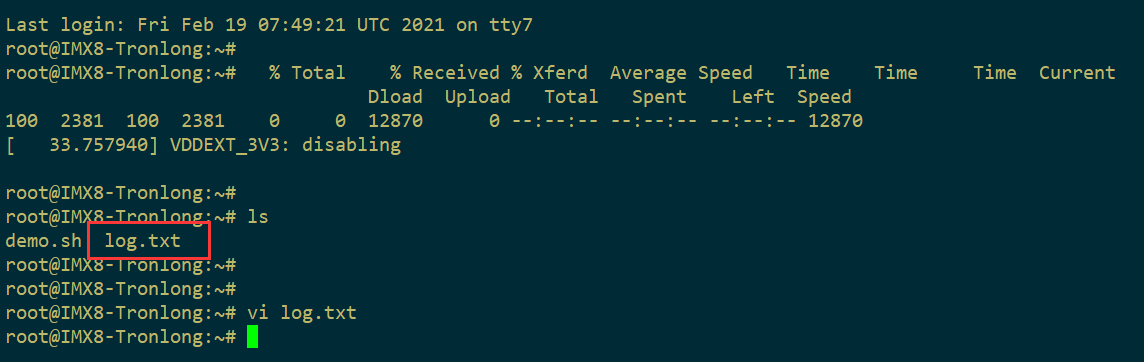 Last login: Fri Feb 19 07:49:21 UTC 2021 on tty7
root@IMX8-Tronlong:~#
root@IMX8-Tronlong:~#   % Total    % Received % Xferd  Average Speed   Time    Time     Time  Current
                                 Dload  Upload   Total   Spent    Left  Speed
100  2381  100  2381    0     0  12870      0 --:--:-- --:--:-- --:--:-- 12870
[   33.757940] VDDEXT_3V3: disabling
root@IMX8-Tronlong:~#
root@IMX8-Tronlong:~# ls
demo.sh  log.txt
root@IMX8-Tronlong:~#
root@IMX8-Tronlong:~#
root@IMX8-Tronlong:~# vi log.txt
root@IMX8-Tronlong:~#